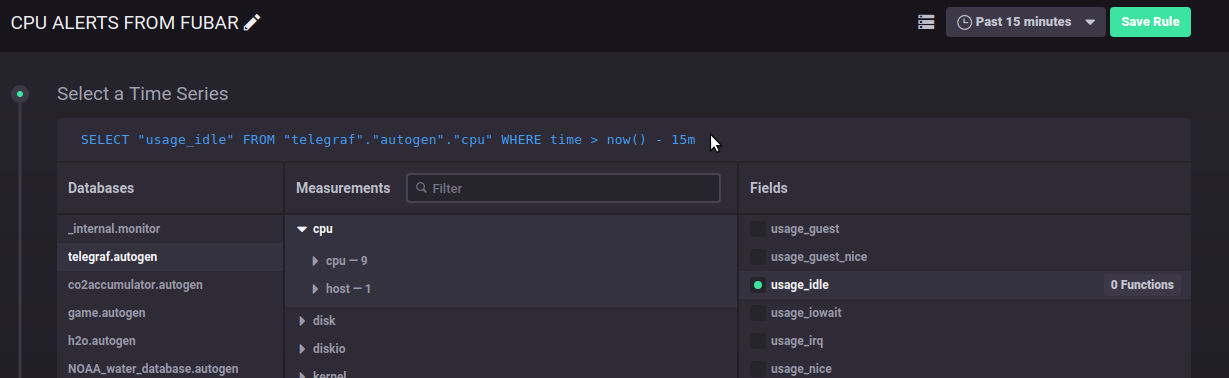 CPU ALERTS FROM FUBAR
Past 15 minutes
Save Rule
Select a Time Series
SELECT "usage_idle" FROM "telegraf"."autogen"."cpu" WHERE time > now() - 15m
Databases
_internal.monitor
telegraf.autogen
co2accumulator.autogen
game.autogen
h2o.autogen
NOAA_water_database.autogen
Measurements
Filter
cpu
cpu — 9
host — 1
disk
diskio
kernel
Fields
usage_guest
usage_guest_nice
usage_idle
0 Functions
usage_iowait
usage_irq
usage_nice